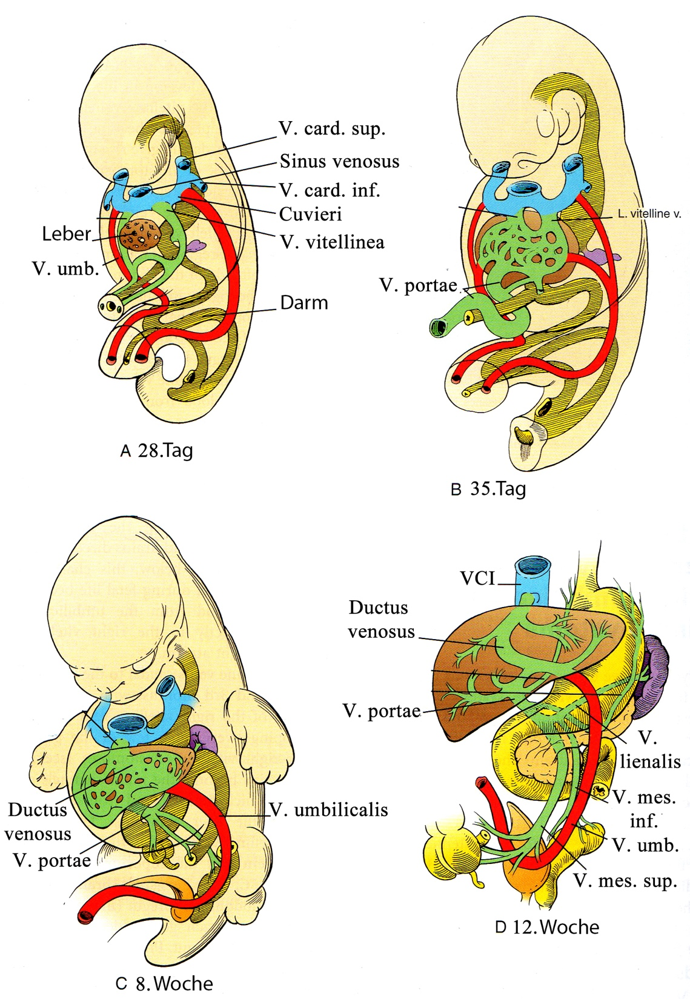 V. card. sup.
Sinus venosus
V. card. inf.
Cuvieri
Leber
V. vitellinea
V. umb.
Darm
A 28.Tag
L. vitelline v.
V. portae
B 35.Tag
Ductus
venosus
V. portae
V. umbilicalis
C 8.Woche
VCI
Ductus
venosus
V. portae
V.
lienalis
V. mes.
inf.
V. umb.
V. mes. sup.
D 12.Woche